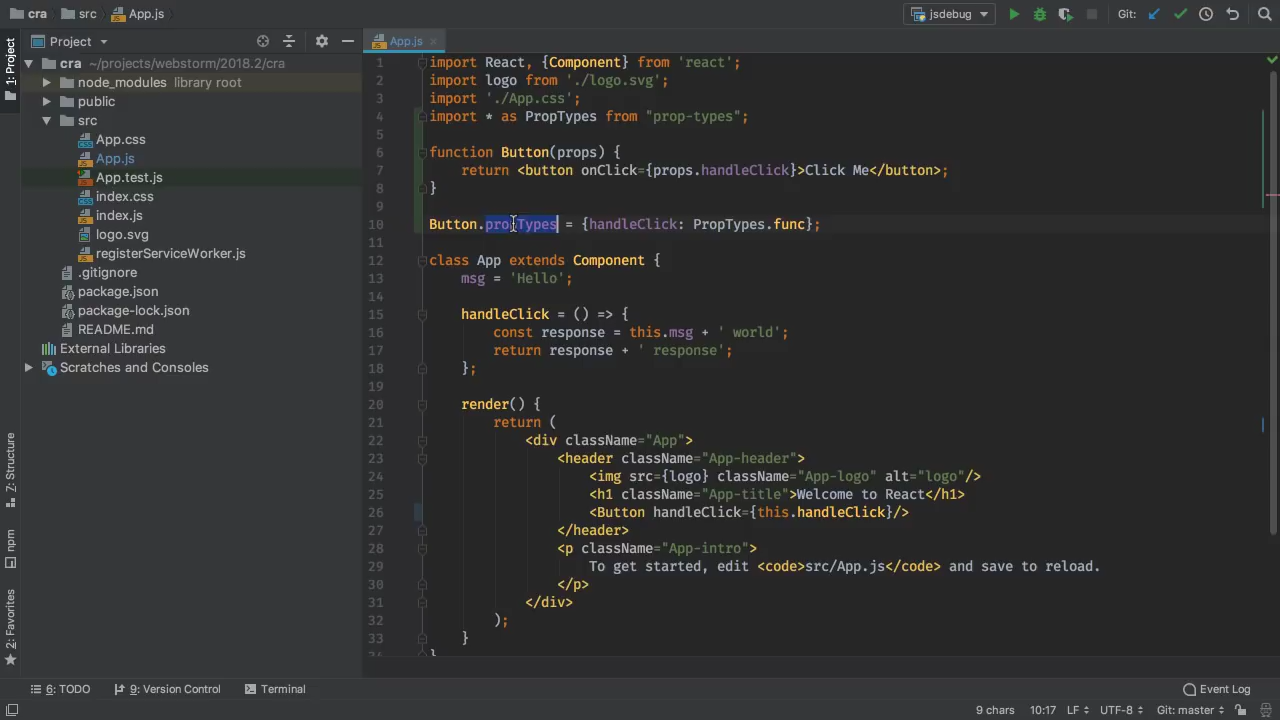 cra src App.js jsdebug Git:
Project App.js
1: Project
cra ~/projects/webstorm/2018.2/cra
node_modules library root
public
src
App.css
App.js
App.test.js
index.css
index.js
logo.svg
registerServiceWorker.js
.gitignore
package.json
package-lock.json
README.md
External Libraries
Scratches and Consoles
Z: Structure
npm
2: Favorites
1 import React, {Component} from 'react';
2 import logo from './logo.svg';
3 import './App.css';
4 import * as PropTypes from "prop-types";
5
6 function Button(props) {
7 return <button onClick={props.handleClick}>Click Me</button>;
8 }
9
10 Button.propTypes = {handleClick: PropTypes.func};
11
12 class App extends Component {
13 msg = 'Hello';
14
15 handleClick = () => {
16 const response = this.msg + ' world';
17 return response + ' response';
18 };
19
20 render() {
21 return (
22 <div className="App">
23 <header className="App-header">
24 <img src={logo} className="App-logo" alt="logo"/>
25 <h1 className="App-title">Welcome to React</h1>
26 <Button handleClick={this.handleClick}/>
27 </header>
28 <p className="App-intro">
29 To get started, edit <code>src/App.js</code> and save to reload.
30 </p>
31 </div>
32 );
33 }
34 }
6: TODO 9: Version Control Terminal Event Log
9 chars 10:17 LF UTF-8 Git: master